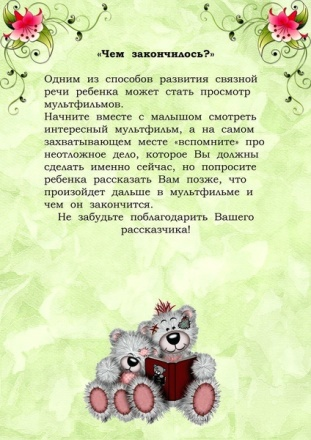 «Чем закончилось?»
Одним из способов развития связной
речи ребенка может стать просмотр
мультфильмов.
Начните вместе с малышом смотреть
интересный мультфильм, а на самом
захватывающем месте «вспомните» про
неотложное дело, которое Вы должны
сделать именно сейчас, но попросите
ребенка рассказать Вам позже, что
произойдет дальше в мультфильме и
чем он закончится.
Не забудьте поблагодарить Вашего
рассказчика!